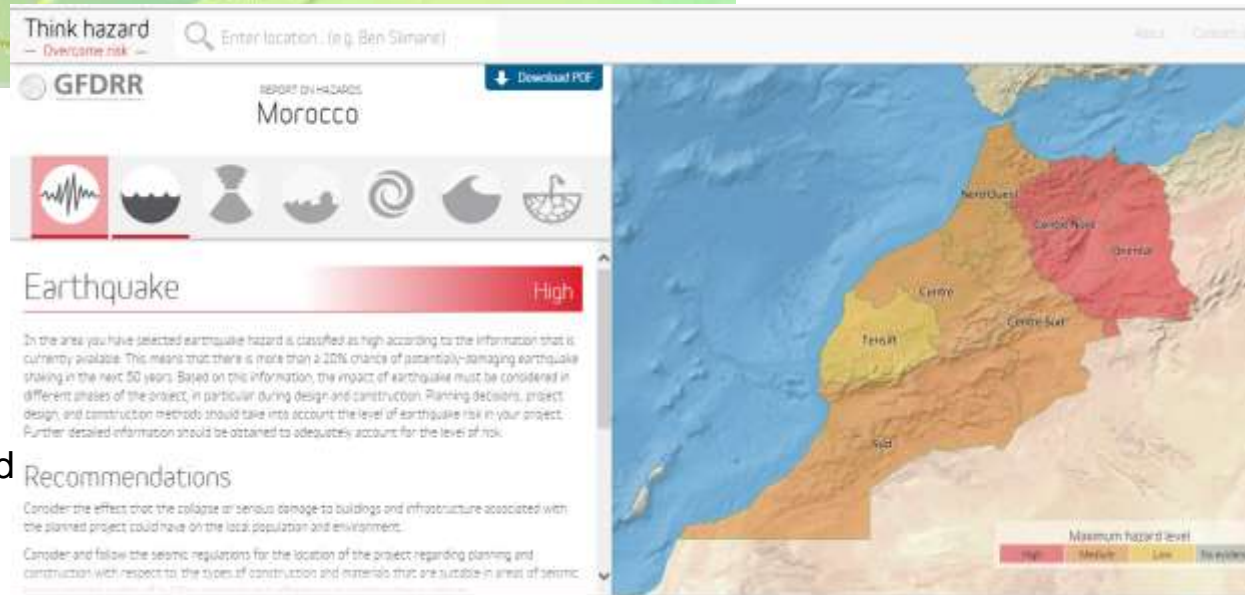 Think hazard
— Overcome risk —
Enter location.. (e.g. Ben Slimane)
About
GFDRR
Download PDF
REPORT ON HAZARDS
Morocco
Earthquake
High
In the area you have selected earthquake hazard is classified as high according to the information that is
currently available. This means that there is more than a 20% chance of potentially-damaging earthquake
shaking in the next 50 years. Based on this information, the impact of earthquake must be considered in
different phases of the project, in particular during design and construction. Planning decisions, project
design, and construction methods should take into account the level of earthquake risk in your project.
Further detailed information should be obtained to adequately account for the level of risk.
d
Recommendations
Consider the effect that the collapse or serious damage to buildings and infrastructure associated with
the planned project could have on the local population and environment.
Consider and follow the seismic regulations for the location of the project regarding planning and
construction with respect to the types of construction and materials that are suitable in areas of seismic
Nord Ouest
Centre Nord
Oriental
Centre
Centre Sud
Tensift
Sud
Maximum hazard level
High Medium Low No eviden